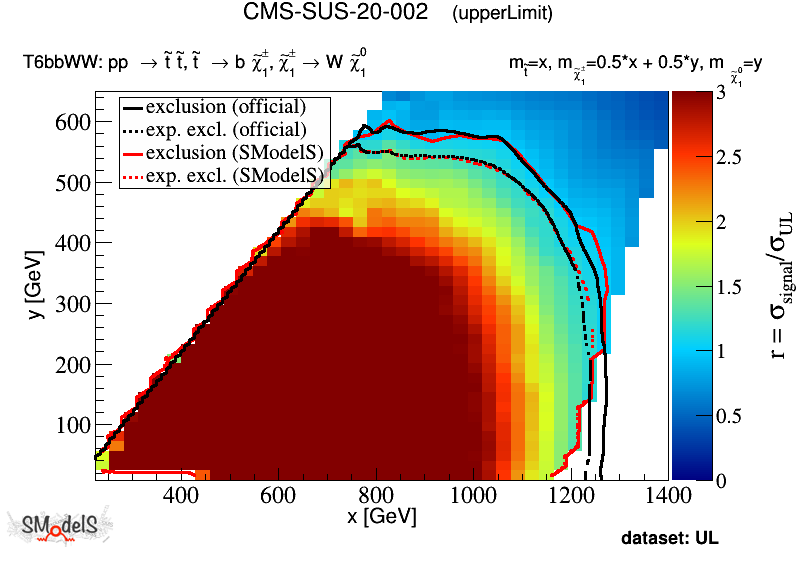 CMS-SUS-20-002 (upperLimit)
T6bbWW: pp → t̃ t̃, t̃ → b χ̃₁±, χ̃₁± → W χ̃₁⁰
m_t̃=x, m_χ̃₁±=0.5*x + 0.5*y, m_χ̃₁⁰=y
exclusion (official)
exp. excl. (official)
exclusion (SModelS)
exp. excl. (SModelS)
600
500
400
300
200
100
y [GeV]
400 600 800 1000 1200 1400
x [GeV]
3
2.5
2
1.5
1
0.5
0
r = σ_signal/σ_UL
SModelS
dataset: UL